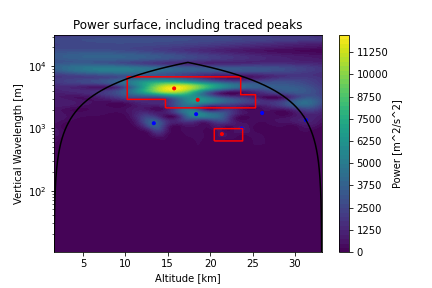 Power surface, including traced peaks
Vertical Wavelength [m]
10^4
10^3
10^2
5 10 15 20 25 30
Altitude [km]
11250
10000
8750
7500
6250
5000
3750
2500
1250
0
Power [m^2/s^2]